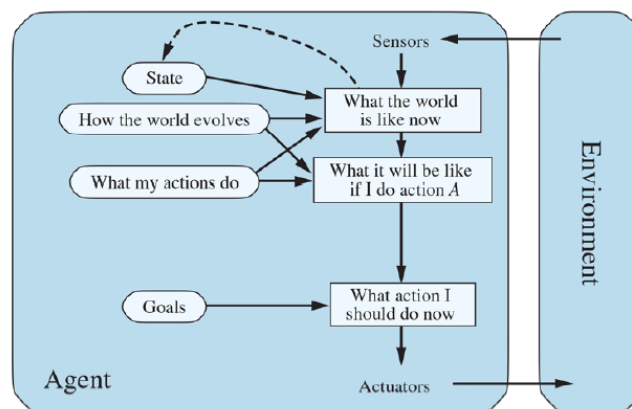 Sensors
State
What the world
is like now
How the world evolves
What it will be like
if I do action A
What my actions do
Goals
What action I
should do now
Agent
Actuators
Environment